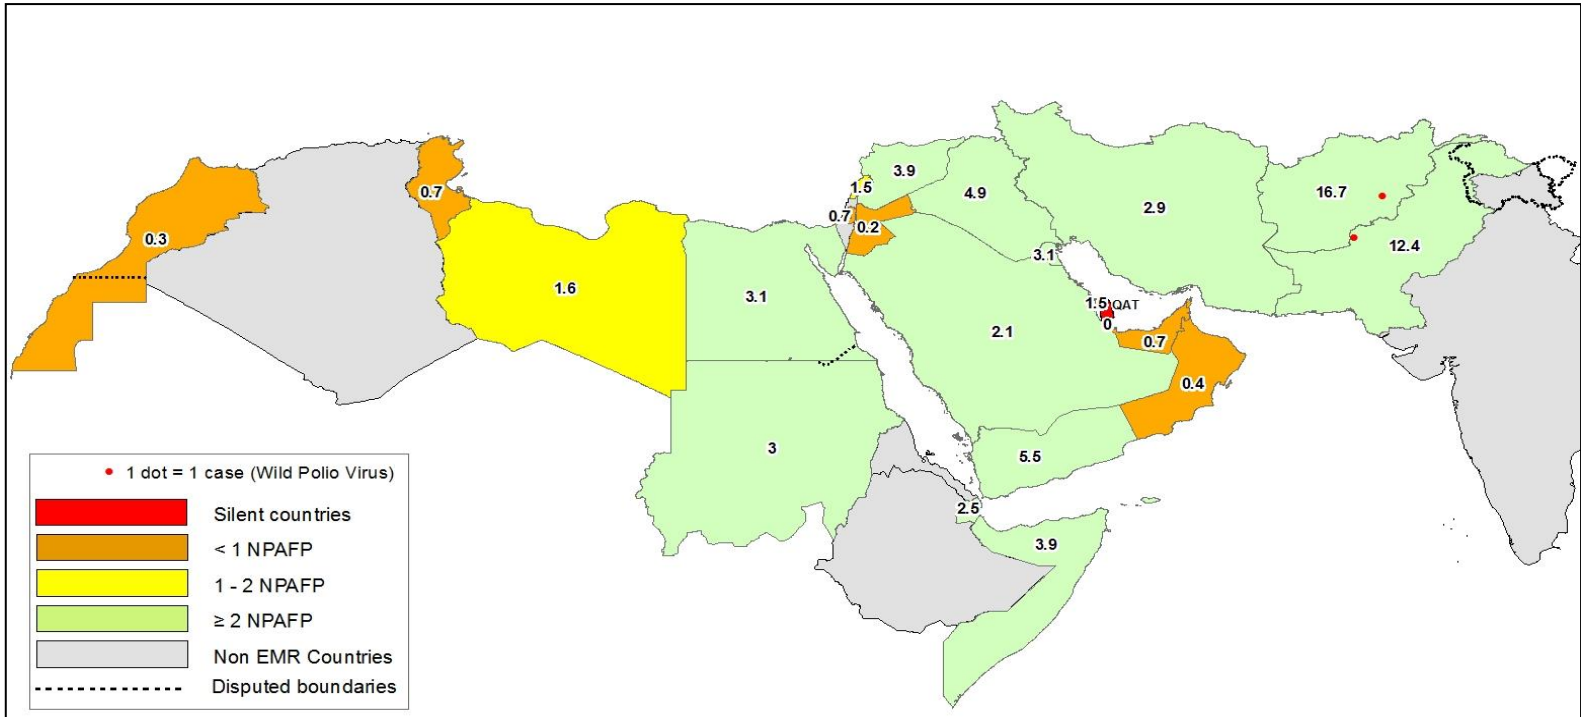 3.9
1.5
4.9
16.7
0.7
2.9
0.7
0.2
0.3
12.4
3.1
1.6
3.1
1.5
QAT
0
2.1
0.7
0.4
3
5.5
2.5
3.9
1 dot = 1 case (Wild Polio Virus)
Silent countries
< 1 NPAFP
1 - 2 NPAFP
≥ 2 NPAFP
Non EMR Countries
Disputed boundaries